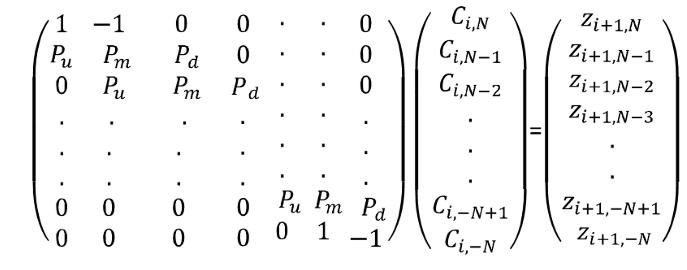 1 −1 0 0 · · 0 C_{i,N} z_{i+1,N}
P_u P_m P_d 0 · · 0 C_{i,N−1} z_{i+1,N−1}
0 P_u P_m P_d · · 0 C_{i,N−2} z_{i+1,N−2}
. . . . · · . . = z_{i+1,N−3}
. . . . · · . . .
. . . . · · . . .
0 0 0 0 P_u P_m P_d C_{i,−N+1} z_{i+1,−N+1}
0 0 0 0 0 1 −1 C_{i,−N} z_{i+1,−N}